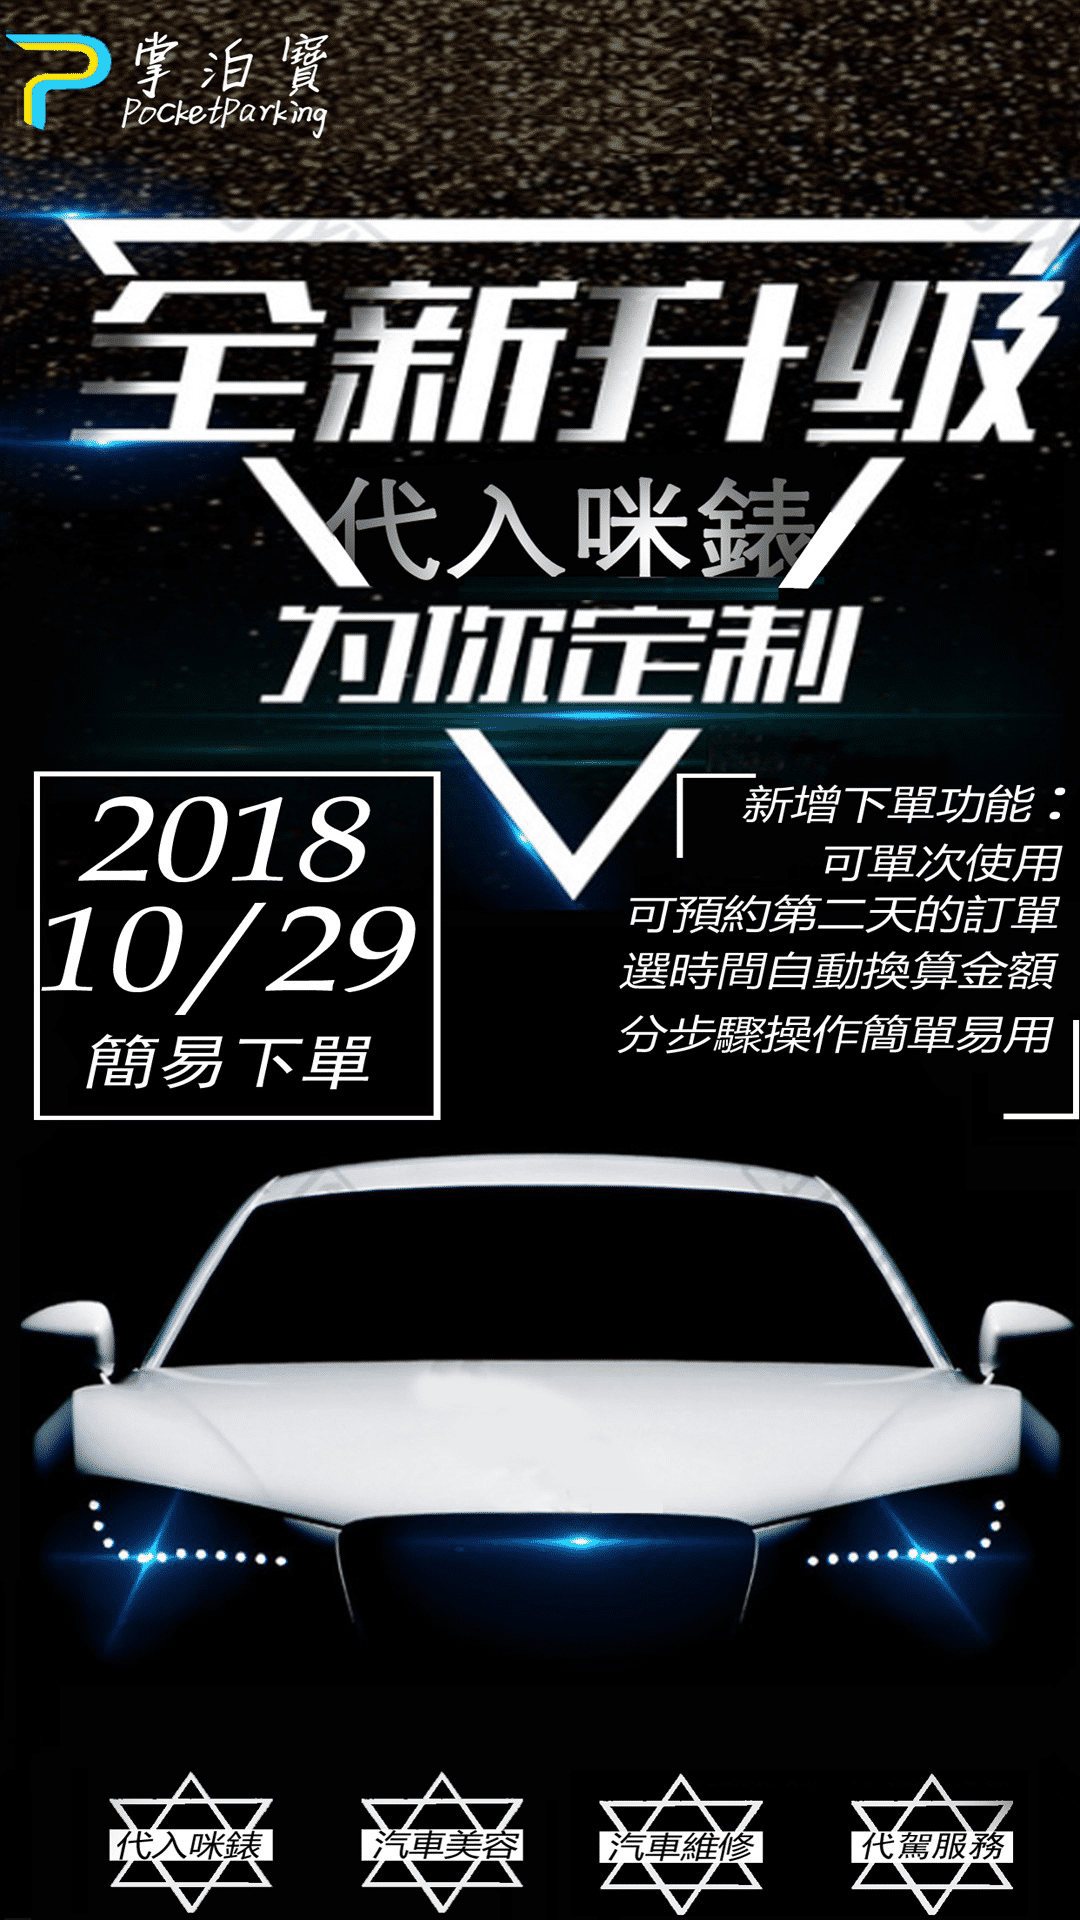 掌泊寶
PocketParking
全新升级
代入咪錶
为你定制
2018
10/29
簡易下單
新增下單功能：
可單次使用
可預約第二天的訂單
選時間自動換算金額
分步驟操作簡單易用
代入咪錶
汽車美容
汽車維修
代駕服務